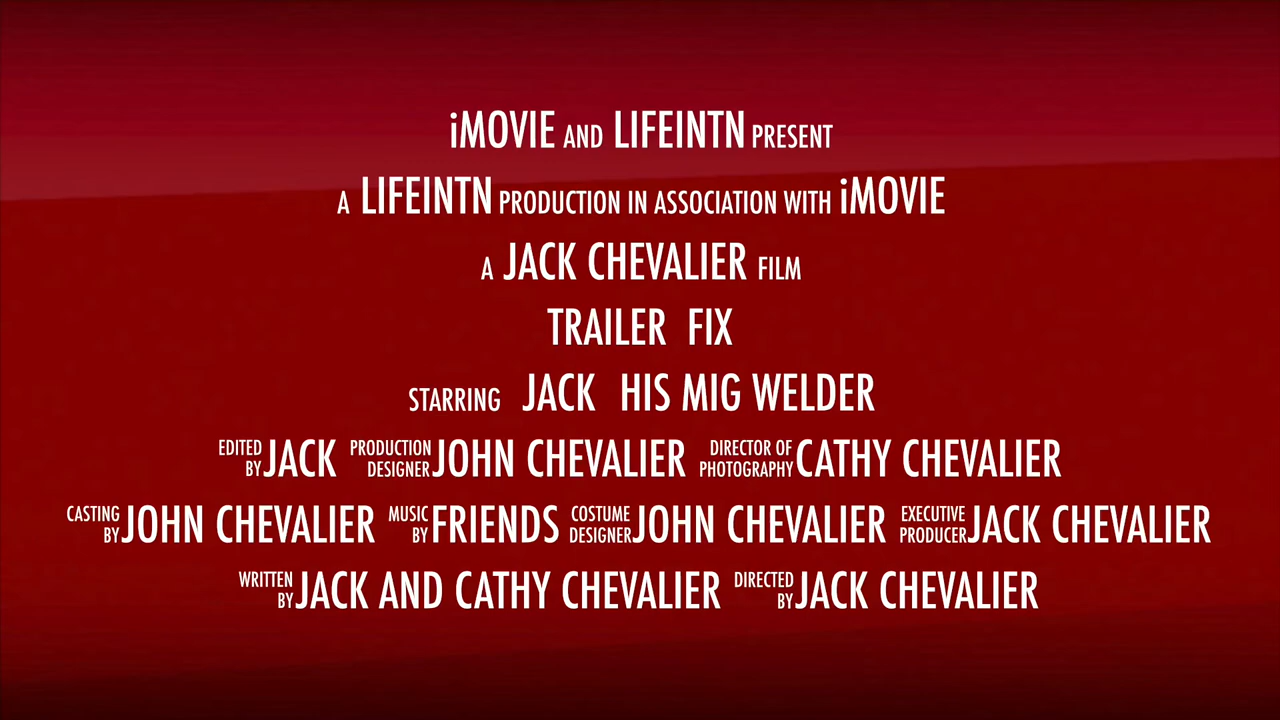 iMOVIE AND LIFEINTN PRESENT
A LIFEINTN PRODUCTION IN ASSOCIATION WITH iMOVIE
A JACK CHEVALIER FILM
TRAILER FIX
STARRING JACK HIS MIG WELDER
EDITED BY JACK PRODUCTION DESIGNER JOHN CHEVALIER DIRECTOR OF PHOTOGRAPHY CATHY CHEVALIER
CASTING BY JOHN CHEVALIER MUSIC BY FRIENDS COSTUME DESIGNER JOHN CHEVALIER EXECUTIVE PRODUCER JACK CHEVALIER
WRITTEN BY JACK AND CATHY CHEVALIER DIRECTED BY JACK CHEVALIER